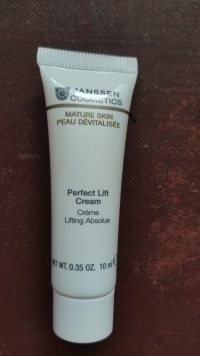 JANSSEN
COSMETICS
MATURE SKIN
PEAU DÉVITALISÉE
Perfect Lift
Cream
Crème
Lifting Absolue
NET WT. 0.35 OZ. 10 ml